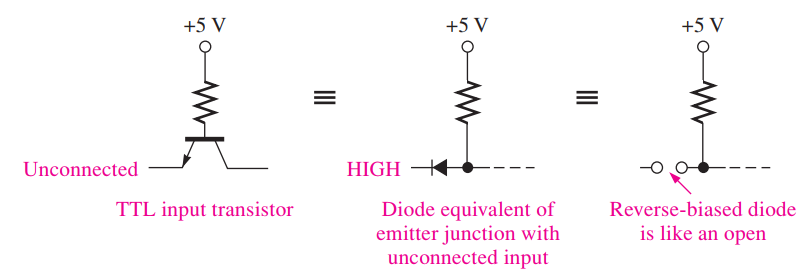 +5 V
+5 V
+5 V
≡
≡
Unconnected
HIGH
TTL input transistor
Diode equivalent of
emitter junction with
unconnected input
Reverse-biased diode
is like an open